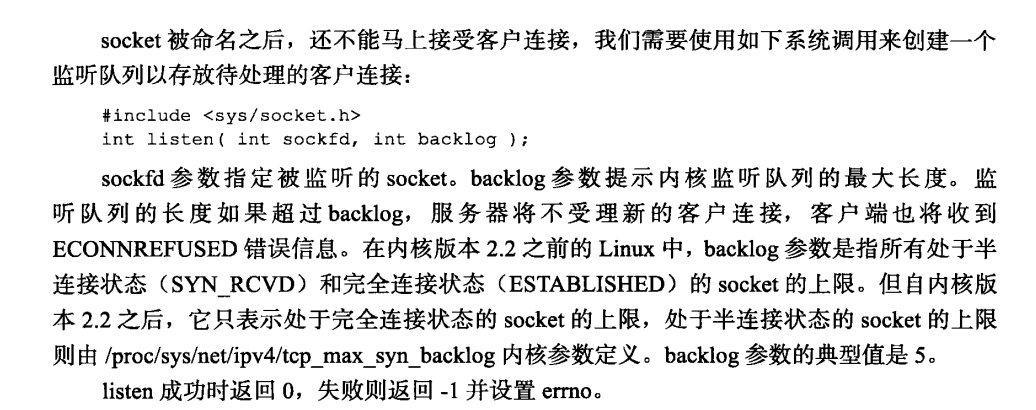 socket 被命名之后，还不能马上接受客户连接，我们需要使用如下系统调用来创建一个
监听队列以存放待处理的客户连接：
#include <sys/socket.h>
int listen( int sockfd, int backlog );
sockfd 参数指定被监听的 socket。backlog 参数提示内核监听队列的最大长度。监
听队列的长度如果超过 backlog，服务器将不受理新的客户连接，客户端也将收到
ECONNREFUSED 错误信息。在内核版本 2.2 之前的 Linux 中，backlog 参数是指所有处于半
连接状态（SYN_RCVD）和完全连接状态（ESTABLISHED）的 socket 的上限。但自内核版
本 2.2 之后，它只表示处于完全连接状态的 socket 的上限，处于半连接状态的 socket 的上限
则由 /proc/sys/net/ipv4/tcp_max_syn_backlog 内核参数定义。backlog 参数的典型值是 5。
listen 成功时返回 0，失败则返回 -1 并设置 errno。